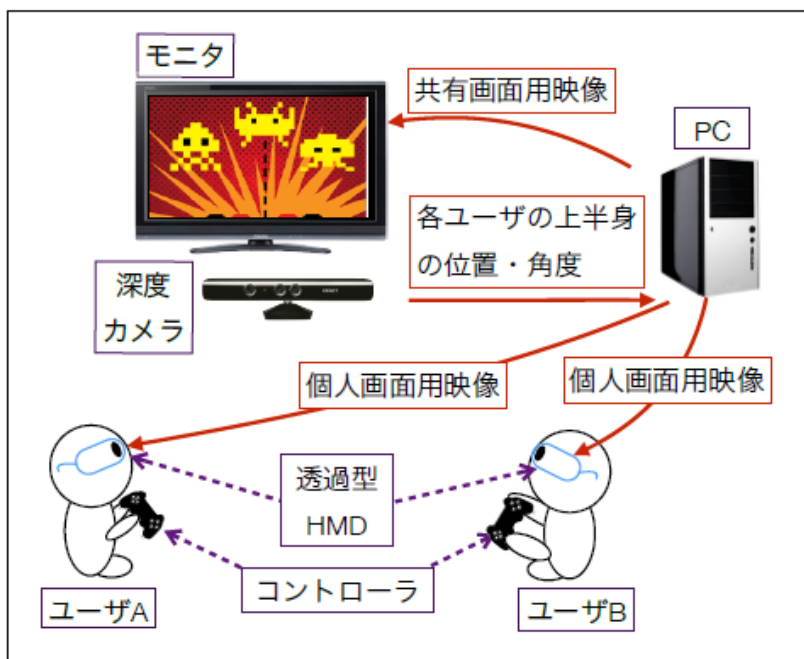 モニタ
共有画面用映像
PC
各ユーザの上半身
の位置・角度
深度
カメラ
個人画面用映像
個人画面用映像
透過型
HMD
コントローラ
ユーザA
ユーザB